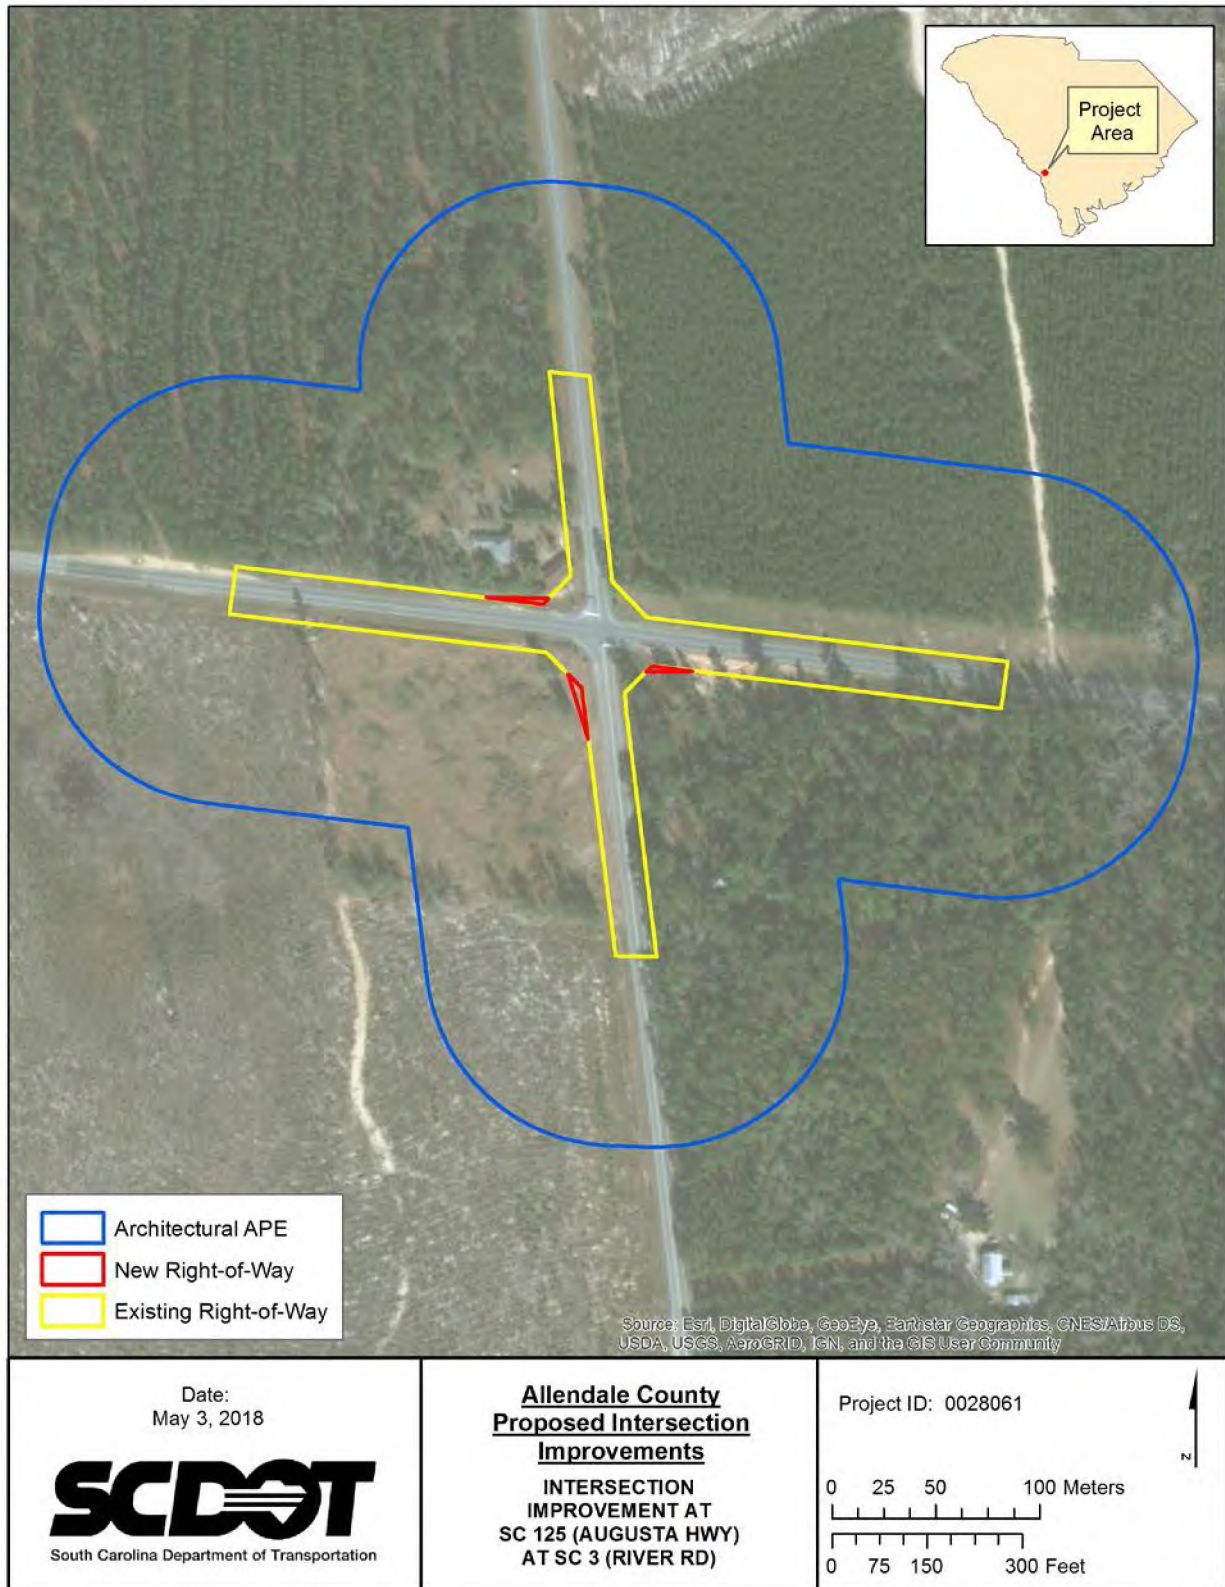 Project
Area
Architectural APE
New Right-of-Way
Existing Right-of-Way
Source: Esri, DigitalGlobe, GeoEye, Earthstar Geographics, CNES/Airbus DS,
USDA, USGS, AeroGRID, IGN, and the GIS User Community
Date:
May 3, 2018
SCDOT
South Carolina Department of Transportation
Allendale County
Proposed Intersection
Improvements
INTERSECTION
IMPROVEMENT AT
SC 125 (AUGUSTA HWY)
AT SC 3 (RIVER RD)
Project ID: 0028061
N
0 25 50 100 Meters
0 75 150 300 Feet